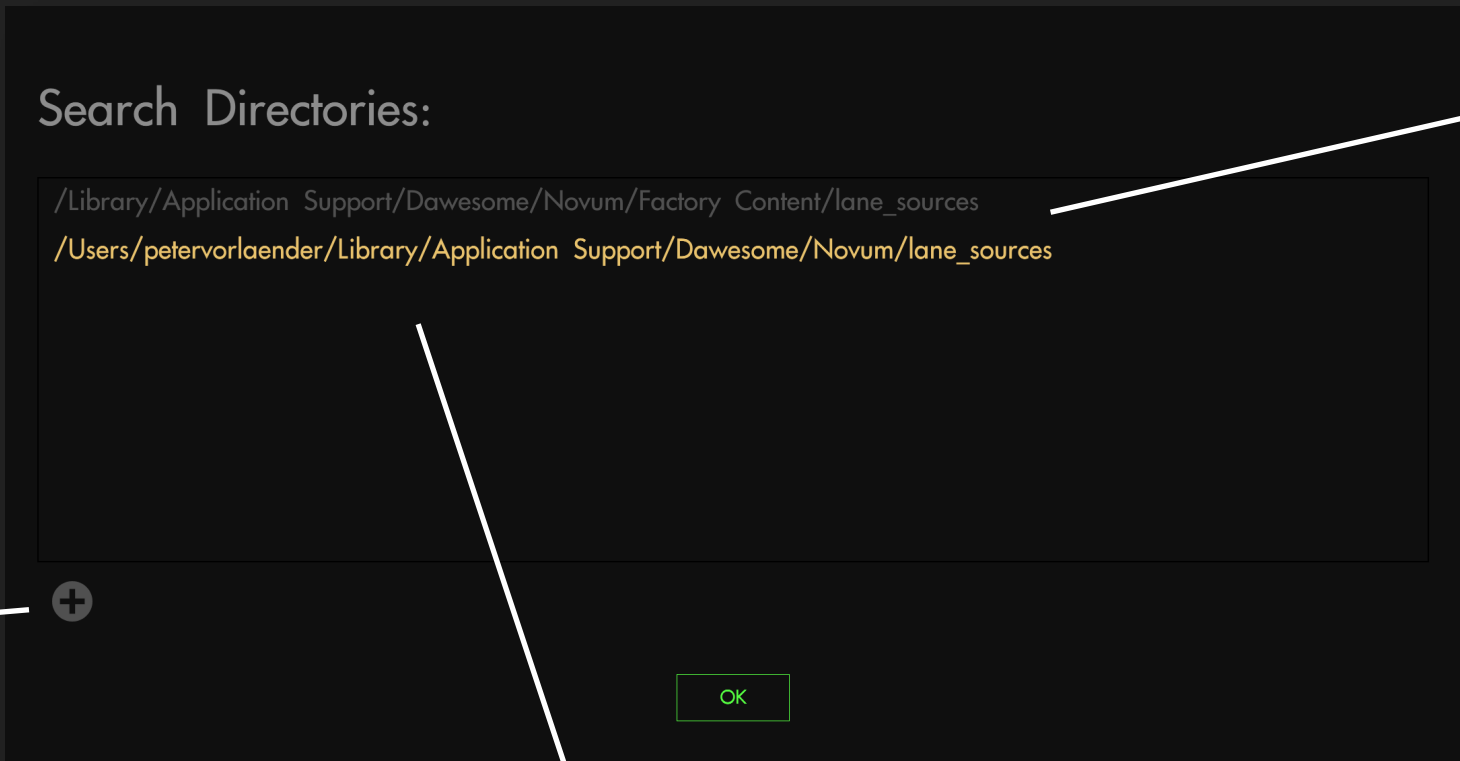 Search Directories:
/Library/Application Support/Dawesome/Novum/Factory Content/lane_sources
/Users/petervorlaender/Library/Application Support/Dawesome/Novum/lane_sources
OK